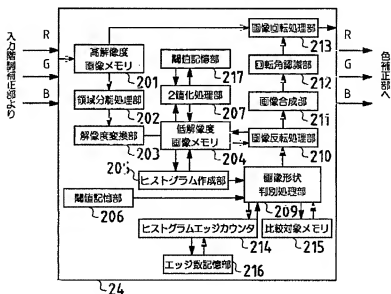 入力階調補正部より
R
G
B
高解像度
画像メモリ
201
領域分割処理部
202
解像度変換部
203
閾値記憶部
217
2値化処理部
207
低解像度
画像メモリ
204
ヒストグラム作成部
205
閾値記憶部
206
画像回転処理部
213
回転角認識部
212
画像合成部
211
画像反転処理部
210
画像形状
判別処理部
209
ヒストグラムエッジカウンタ
214
比較対象メモリ
215
エッジ数記憶部
216
R
G
B
色補正部へ
24